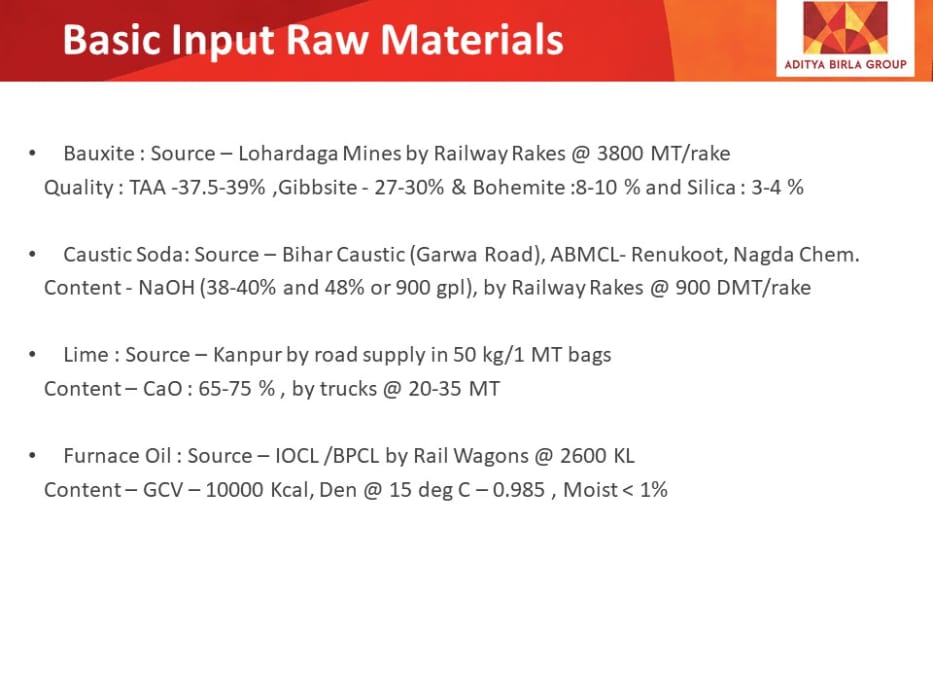 Basic Input Raw Materials
ADITYA BIRLA GROUP
• Bauxite : Source – Lohardaga Mines by Railway Rakes @ 3800 MT/rake
Quality : TAA -37.5-39% ,Gibbsite - 27-30% & Bohemite :8-10 % and Silica : 3-4 %
• Caustic Soda: Source – Bihar Caustic (Garwa Road), ABMCL- Renukoot, Nagda Chem.
Content - NaOH (38-40% and 48% or 900 gpl), by Railway Rakes @ 900 DMT/rake
• Lime : Source – Kanpur by road supply in 50 kg/1 MT bags
Content – CaO : 65-75 % , by trucks @ 20-35 MT
• Furnace Oil : Source – IOCL /BPCL by Rail Wagons @ 2600 KL
Content – GCV – 10000 Kcal, Den @ 15 deg C – 0.985 , Moist < 1%